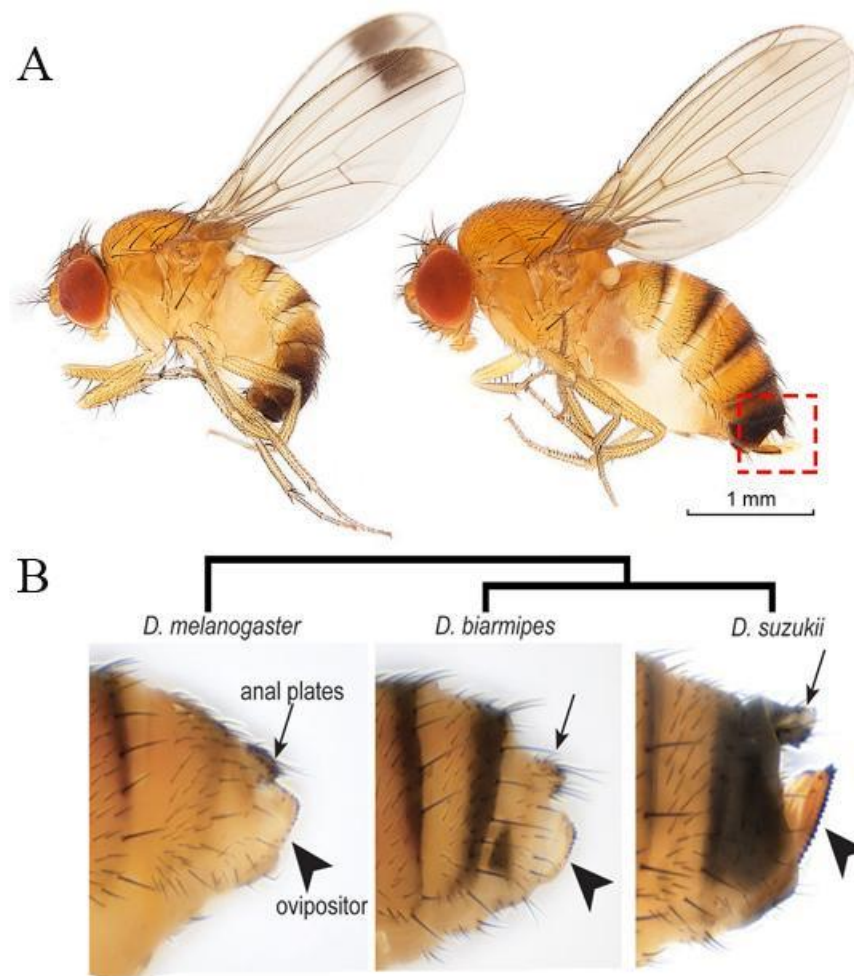 A
1 mm
B
D. melanogaster
D. biarmipes
D. suzukii
anal plates
ovipositor